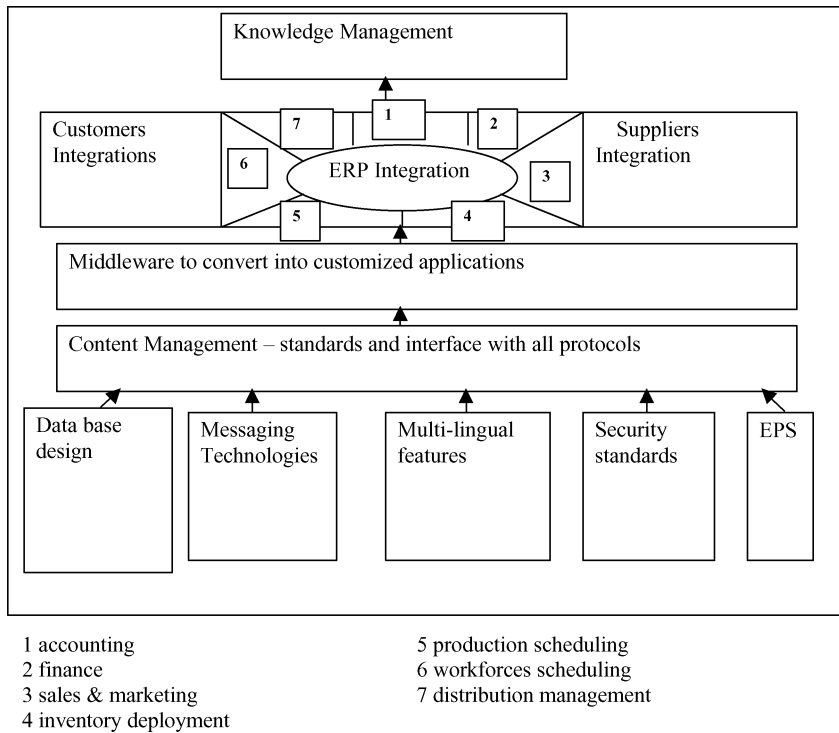 Knowledge Management
Customers
Integrations
7
1
2
Suppliers
Integration
6
ERP Integration
3
5
4
Middleware to convert into customized applications
Content Management – standards and interface with all protocols
Data base
design
Messaging
Technologies
Multi-lingual
features
Security
standards
EPS
1 accounting
2 finance
3 sales & marketing
4 inventory deployment
5 production scheduling
6 workforces scheduling
7 distribution management